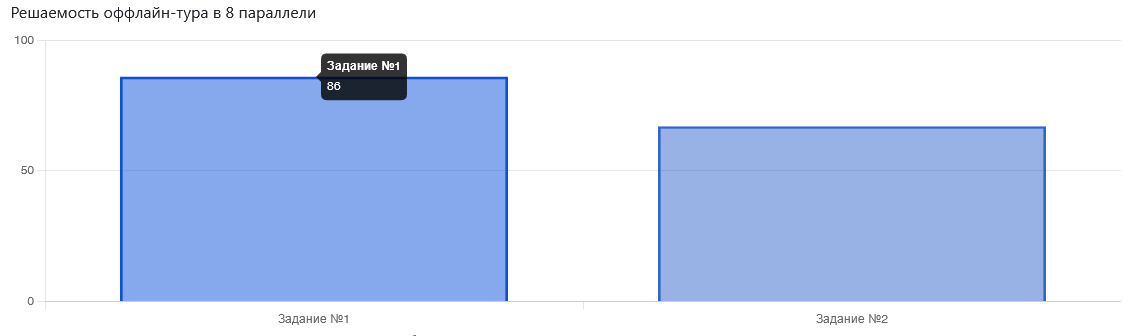 Решаемость оффлайн-тура в 8 параллели
100
Задание №1
86
50
0
Задание №1
Задание №2